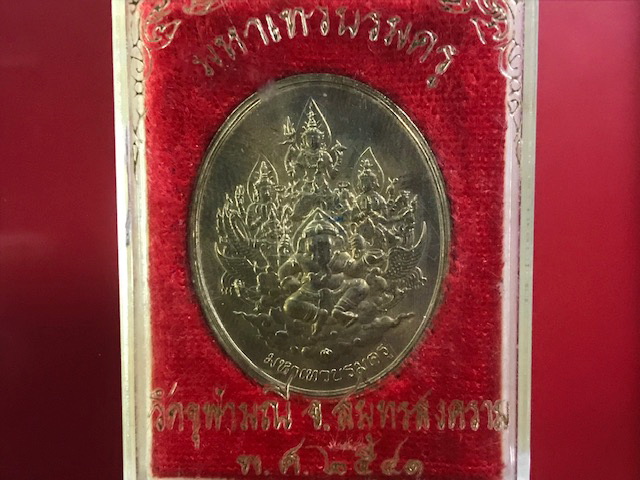 มหาเทวบรมครู
มหาเทวบรมครู
วัดจุฬามณี จ.สมุทรสงคราม
พ.ศ.๒๕๔๑